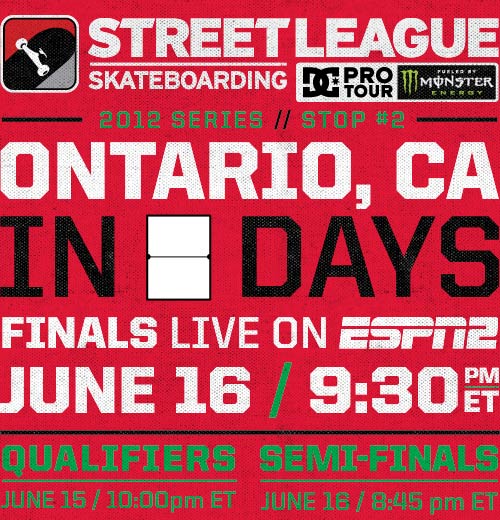 STREET LEAGUE
SKATEBOARDING
DC PRO TOUR
FUELED BY
MONSTER
ENERGY
2012 SERIES // STOP #2
ONTARIO, CA
IN DAYS
FINALS LIVE ON ESPN2
JUNE 16 / 9:30 PM ET
QUALIFIERS
JUNE 15 / 10:00pm ET
SEMI-FINALS
JUNE 16 / 8:45 pm ET